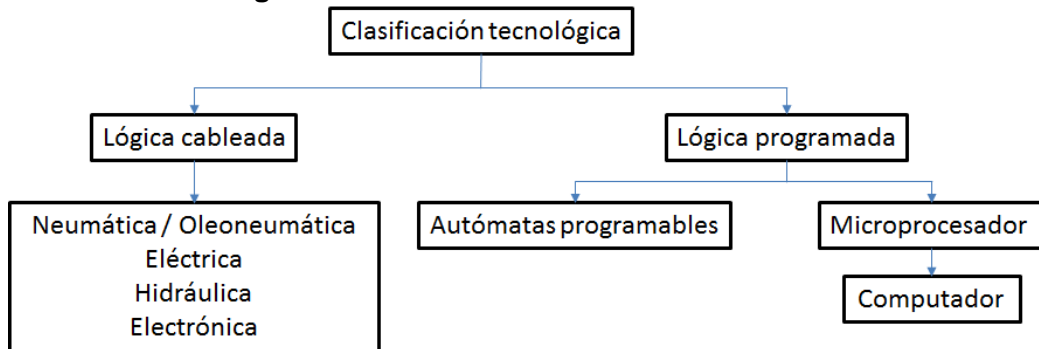 Clasificación tecnológica
Lógica cableada
Lógica programada
Neumática / Oleoneumática
Eléctrica
Hidráulica
Electrónica
Autómatas programables
Microprocesador
Computador